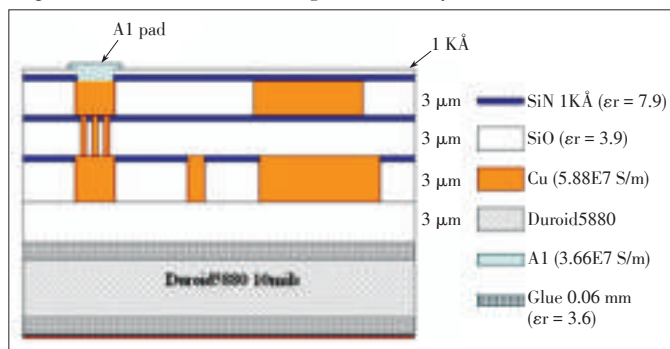 A1 pad
1 KÅ
3 µm
3 µm
3 µm
3 µm
Duroid5880 10mils
SiN 1KÅ (εr = 7.9)
SiO (εr = 3.9)
Cu (5.88E7 S/m)
Duroid5880
A1 (3.66E7 S/m)
Glue 0.06 mm
(εr = 3.6)